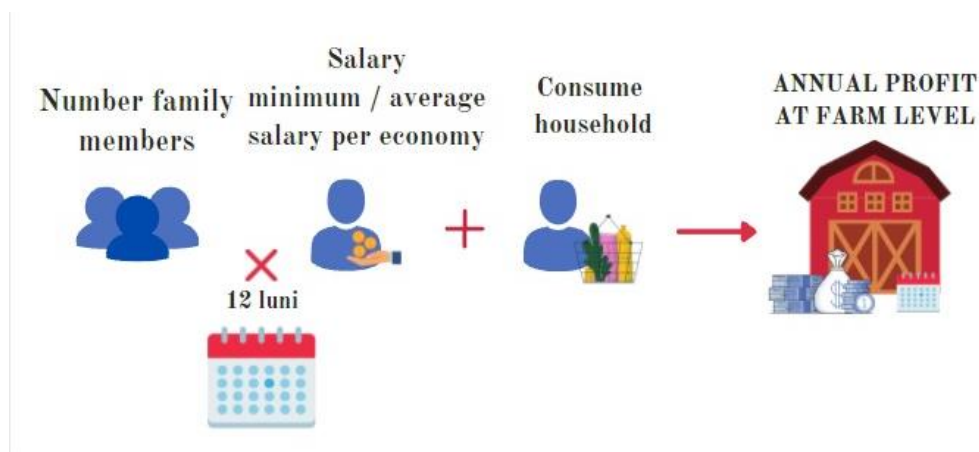 Number family
members
Salary
minimum / average
salary per economy
12 luni
Consume
household
ANNUAL PROFIT
AT FARM LEVEL
$